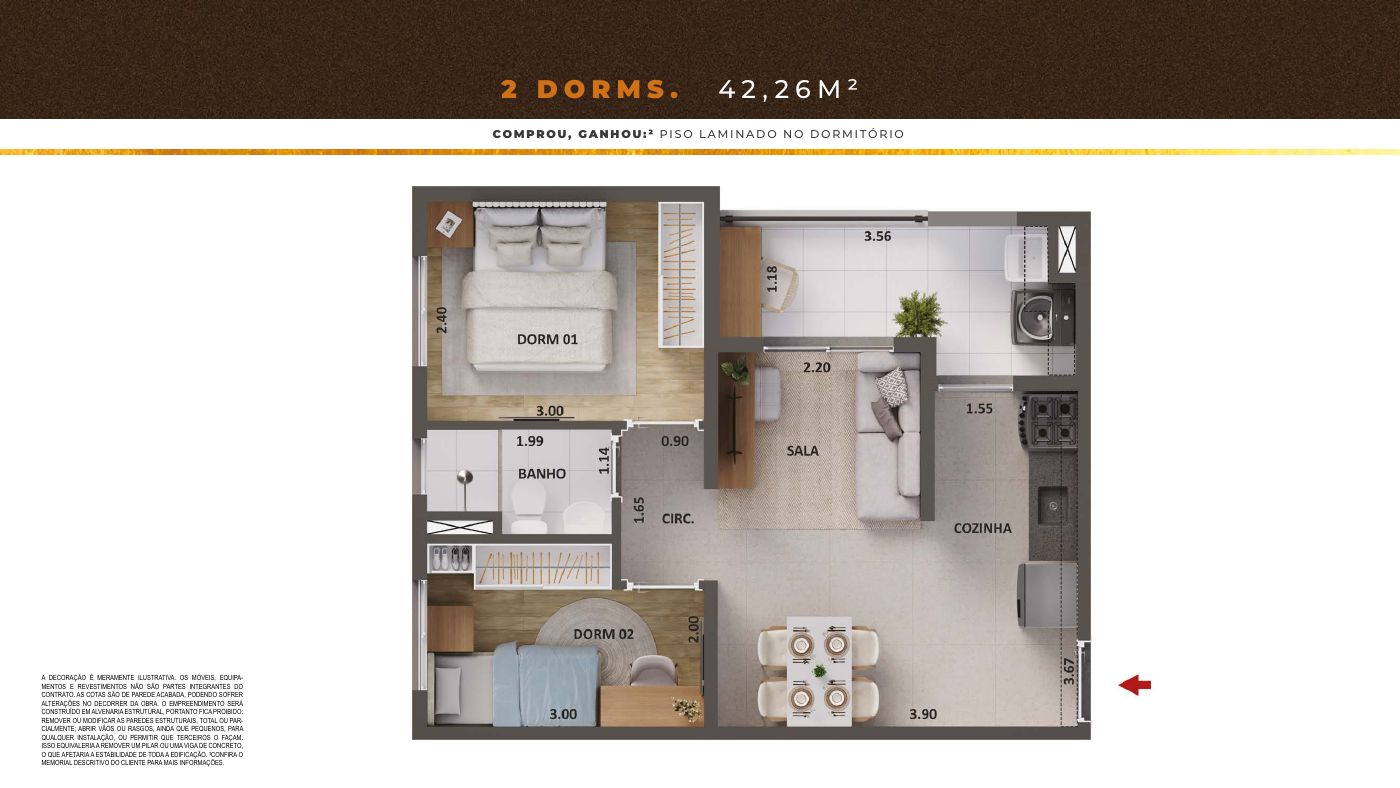 2 DORMS. 42,26M²
COMPROU, GANHOU:² PISO LAMINADO NO DORMITÓRIO
3.56
1.18
2.40
DORM 01
3.00
2.20
1.55
1.99
0.90
BANHO
1.14
SALA
1.65
CIRC.
COZINHA
DORM 02
2.00
3.67
3.00
3.90
A DECORAÇÃO É MERAMENTE ILUSTRATIVA. OS MÓVEIS, EQUIPA-
MENTOS E REVESTIMENTOS NÃO SÃO PARTES INTEGRANTES DO
CONTRATO. AS COTAS SÃO DE PAREDE ACABADA, PODENDO SOFRER
ALTERAÇÕES NO DECORRER DA OBRA. O EMPREENDIMENTO SERÁ
CONSTRUÍDO EM ALVENARIA ESTRUTURAL, PORTANTO FICA PROIBIDO:
REMOVER OU MODIFICAR AS PAREDES ESTRUTURAIS, TOTAL OU PAR-
CIALMENTE; ABRIR VÃOS OU RASGOS, AINDA QUE PEQUENOS, PARA
QUALQUER INSTALAÇÃO, OU PERMITIR QUE TERCEIROS O FAÇAM.
ISSO EQUIVALERIA A REMOVER UM PILAR OU UMA VIGA DE CONCRETO,
O QUE AFETARIA A ESTABILIDADE DE TODA A EDIFICAÇÃO. ²CONFIRA O
MEMORIAL DESCRITIVO DO CLIENTE PARA MAIS INFORMAÇÕES.